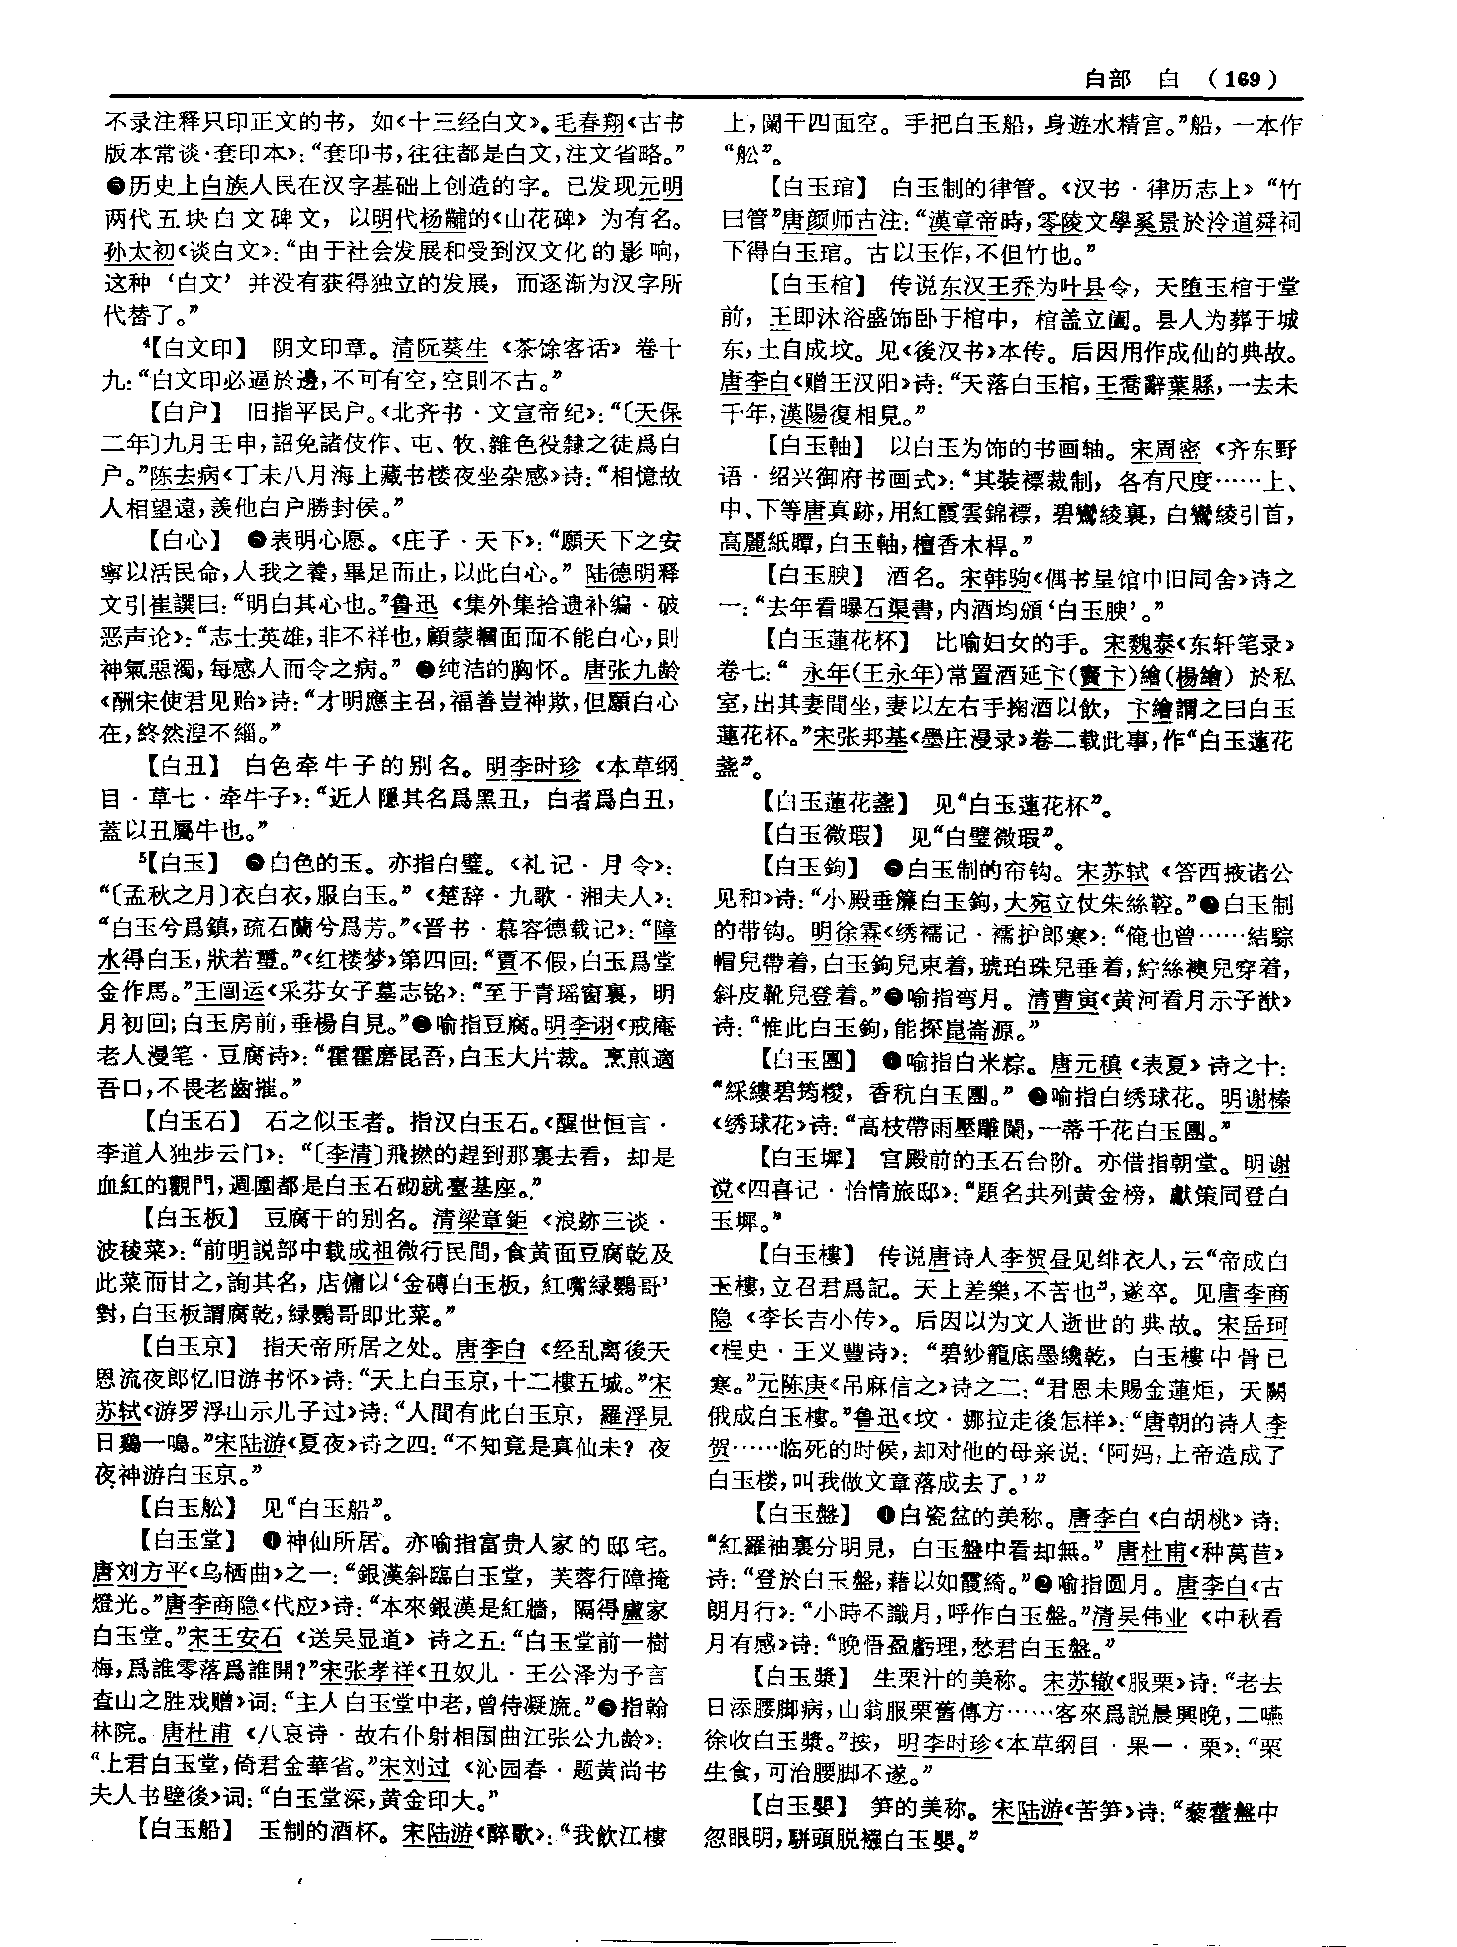 白部　白　（169）
不录注释只印正文的书，如《十三经白文》。毛春翔《古书
版本常谈·套印本》：“套印书，往往都是白文，注文省略。”
❺历史上白族人民在汉字基础上创造的字。已发现元明
两代五块白文碑文，以明代杨黼的《山花碑》为有名。
孙太初《谈白文》：“由于社会发展和受到汉文化的影响，
这种‘白文’并没有获得独立的发展，而逐渐为汉字所
代替了。”
4【白文印】　阴文印章。清阮葵生《茶馀客话》卷十
九：“白文印必逼於邊，不可有空，空則不古。”
【白户】　旧指平民户。《北齐书·文宣帝纪》：“〔天保
二年〕九月壬申，詔免諸伎作、屯、牧、雜色役隸之徒爲白
户。”陈去病《丁未八月海上藏书楼夜坐杂感》诗：“相憶故
人相望遠，羨他白户勝封侯。”
【白心】　❶表明心愿。《庄子·天下》：“願天下之安
寧以活民命，人我之養，畢足而止，以此白心。”陆德明释
文引崔譔曰：“明白其心也。”鲁迅《集外集拾遗补编·破
恶声论》：“志士英雄，非不祥也，顧蒙幗面而不能白心，則
神氣惡濁，每感人而令之病。”❷纯洁的胸怀。唐张九龄
《酬宋使君见贻》诗：“才明應主召，福善豈神欺，但願白心
在，終然涅不緇。”
【白丑】　白色牵牛子的别名。明李时珍《本草纲
目·草七·牵牛子》：“近人隱其名爲黑丑，白者爲白丑，
蓋以丑屬牛也。”
5【白玉】　❶白色的玉。亦指白璧。《礼记·月令》：
“〔孟秋之月〕衣白衣，服白玉。”《楚辞·九歌·湘夫人》：
“白玉兮爲鎮，疏石蘭兮爲芳。”《晋书·慕容德载记》：“障
水得白玉，狀若璽。”《红楼梦》第四回：“賈不假，白玉爲堂
金作馬。”王闿运《采芬女子墓志铭》：“至于青瑶窗裏，明
月初回；白玉房前，垂楊自見。”❷喻指豆腐。明李诩《戒庵
老人漫笔·豆腐诗》：“霍霍磨昆吾，白玉大片裁。烹煎適
吾口，不畏老齒摧。”
【白玉石】　石之似玉者。指汉白玉石。《醒世恒言·
李道人独步云门》：“〔李清〕飛撚的趕到那裏去看，却是
血紅的觀門，週圍都是白玉石砌就臺基座。”
【白玉板】　豆腐干的别名。清梁章鉅《浪跡三谈·
波稜菜》：“前明説部中载成祖微行民間，食黄面豆腐乾及
此菜而甘之，詢其名，店傭以‘金磚白玉板，紅嘴緑鸚哥’
對，白玉板謂腐乾，緑鸚哥即此菜。”
【白玉京】　指天帝所居之处。唐李白《经乱离後天
恩流夜郎忆旧游书怀》诗：“天上白玉京，十二樓五城。”宋
苏轼《游罗浮山示儿子过》诗：“人間有此白玉京，羅浮見
日鷄一鳴。”宋陆游《夏夜》诗之四：“不知竟是真仙未？夜
夜神游白玉京。”
【白玉舩】　见“白玉船”。
【白玉堂】　❶神仙所居。亦喻指富贵人家的邸宅。
唐刘方平《乌栖曲》之一：“銀漢斜臨白玉堂，芙蓉行障掩
燈光。”唐李商隐《代应》诗：“本來銀漢是紅牆，隔得盧家
白玉堂。”宋王安石《送吴显道》诗之五：“白玉堂前一樹
梅，爲誰零落爲誰開？”宋张孝祥《丑奴儿·王公泽为予言
查山之胜戏赠》词：“主人白玉堂中老，曾侍凝旒。”❷指翰
林院。唐杜甫《八哀诗·故右仆射相国曲江张公九龄》：
“上君白玉堂，倚君金華省。”宋刘过《沁园春·题黄尚书
夫人书壁後》词：“白玉堂深，黄金印大。”
【白玉船】　玉制的酒杯。宋陆游《醉歌》：“我飲江樓
上，闌干四面空。手把白玉船，身遊水精宫。”船，一本作
“舩”。
【白玉琯】　白玉制的律管。《汉书·律历志上》“竹
曰管”唐颜师古注：“漢章帝時，零陵文學奚景於泠道舜祠
下得白玉琯。古以玉作，不但竹也。”
【白玉棺】　传说东汉王乔为叶县令，天堕玉棺于堂
前，王即沐浴盛饰卧于棺中，棺盖立阖。县人为葬于城
东，土自成坟。见《後汉书》本传。后因用作成仙的典故。
唐李白《赠王汉阳》诗：“天落白玉棺，王喬辭葉縣，一去未
千年，漢陽復相見。”
【白玉軸】　以白玉为饰的书画轴。宋周密《齐东野
语·绍兴御府书画式》：“其装褾裁制，各有尺度……上、
中、下等唐真跡，用紅霞雲錦褾，碧鸞綾裏，白鸞綾引首，
高麗紙贉，白玉軸，檀香木桿。”
【白玉腴】　酒名。宋韩驹《偶书呈馆中旧同舍》诗之
一：“去年看曝石渠書，内酒均頒‘白玉腴’。”
【白玉蓮花杯】　比喻妇女的手。宋魏泰《东轩笔录》
卷七：“　永年（王永年）常置酒延卞（竇卞）繪（楊繪）於私
室，出其妻間坐，妻以左右手掬酒以飲，卞繪謂之曰白玉
蓮花杯。”宋张邦基《墨庄漫录》卷二载此事，作“白玉蓮花
盞”。
【白玉蓮花盞】　见“白玉蓮花杯”。
【白玉微瑕】　见“白璧微瑕”。
【白玉鉤】　❶白玉制的帘钩。宋苏轼《答西掖诸公
见和》诗：“小殿垂簾白玉鉤，大宛立仗朱絲鞚。”❷白玉制
的带钩。明徐霖《绣襦记·襦护郎寒》：“俺也曾……結騌
帽兒帶着，白玉鉤兒束着，琥珀珠兒垂着，紵絲襖兒穿着，
斜皮靴兒登着。”❸喻指弯月。清曹寅《黄河看月示子猷》
诗：“惟此白玉鉤，能探崑崙源。”
【白玉團】　❶喻指白米粽。唐元稹《表夏》诗之十：
“綵縷碧筠糉，香秔白玉團。”❷喻指白绣球花。明谢榛
《绣球花》诗：“高枝帶雨壓雕闌，一蒂千花白玉團。”
【白玉墀】　宫殿前的玉石台阶。亦借指朝堂。明谢
谠《四喜记·怡情旅邸》：“題名共列黄金榜，獻策同登白
玉墀。”
【白玉樓】　传说唐诗人李贺昼见绯衣人，云“帝成白
玉樓，立召君爲記。天上差樂，不苦也”，遂卒。见唐李商
隐《李长吉小传》。后因以为文人逝世的典故。宋岳珂
《桯史·王义豐诗》：“碧紗籠底墨纔乾，白玉樓中骨已
寒。”元陈庚《吊麻信之》诗之二：“君恩未賜金蓮炬，天闕
俄成白玉樓。”鲁迅《坟·娜拉走後怎样》：“唐朝的诗人李
贺……临死的时候，却对他的母亲说：‘阿妈，上帝造成了
白玉楼，叫我做文章落成去了。’”
【白玉盤】　❶白瓷盆的美称。唐李白《白胡桃》诗：
“紅羅袖裏分明見，白玉盤中看却無。”唐杜甫《种莴苣》
诗：“登於白玉盤，藉以如霞綺。”❷喻指圆月。唐李白《古
朗月行》：“小時不識月，呼作白玉盤。”清吴伟业《中秋看
月有感》诗：“晚悟盈虧理，愁君白玉盤。”
【白玉漿】　生栗汁的美称。宋苏辙《服栗》诗：“老去
日添腰脚病，山翁服栗舊傳方……客來爲説晨興晚，三嚥
徐收白玉漿。”按，明李时珍《本草纲目·果一·栗》：“栗
生食，可治腰脚不遂。”
【白玉嬰】　笋的美称。宋陆游《苦笋》诗：“藜藿盤中
忽眼明，駢頭脱襁白玉嬰。”